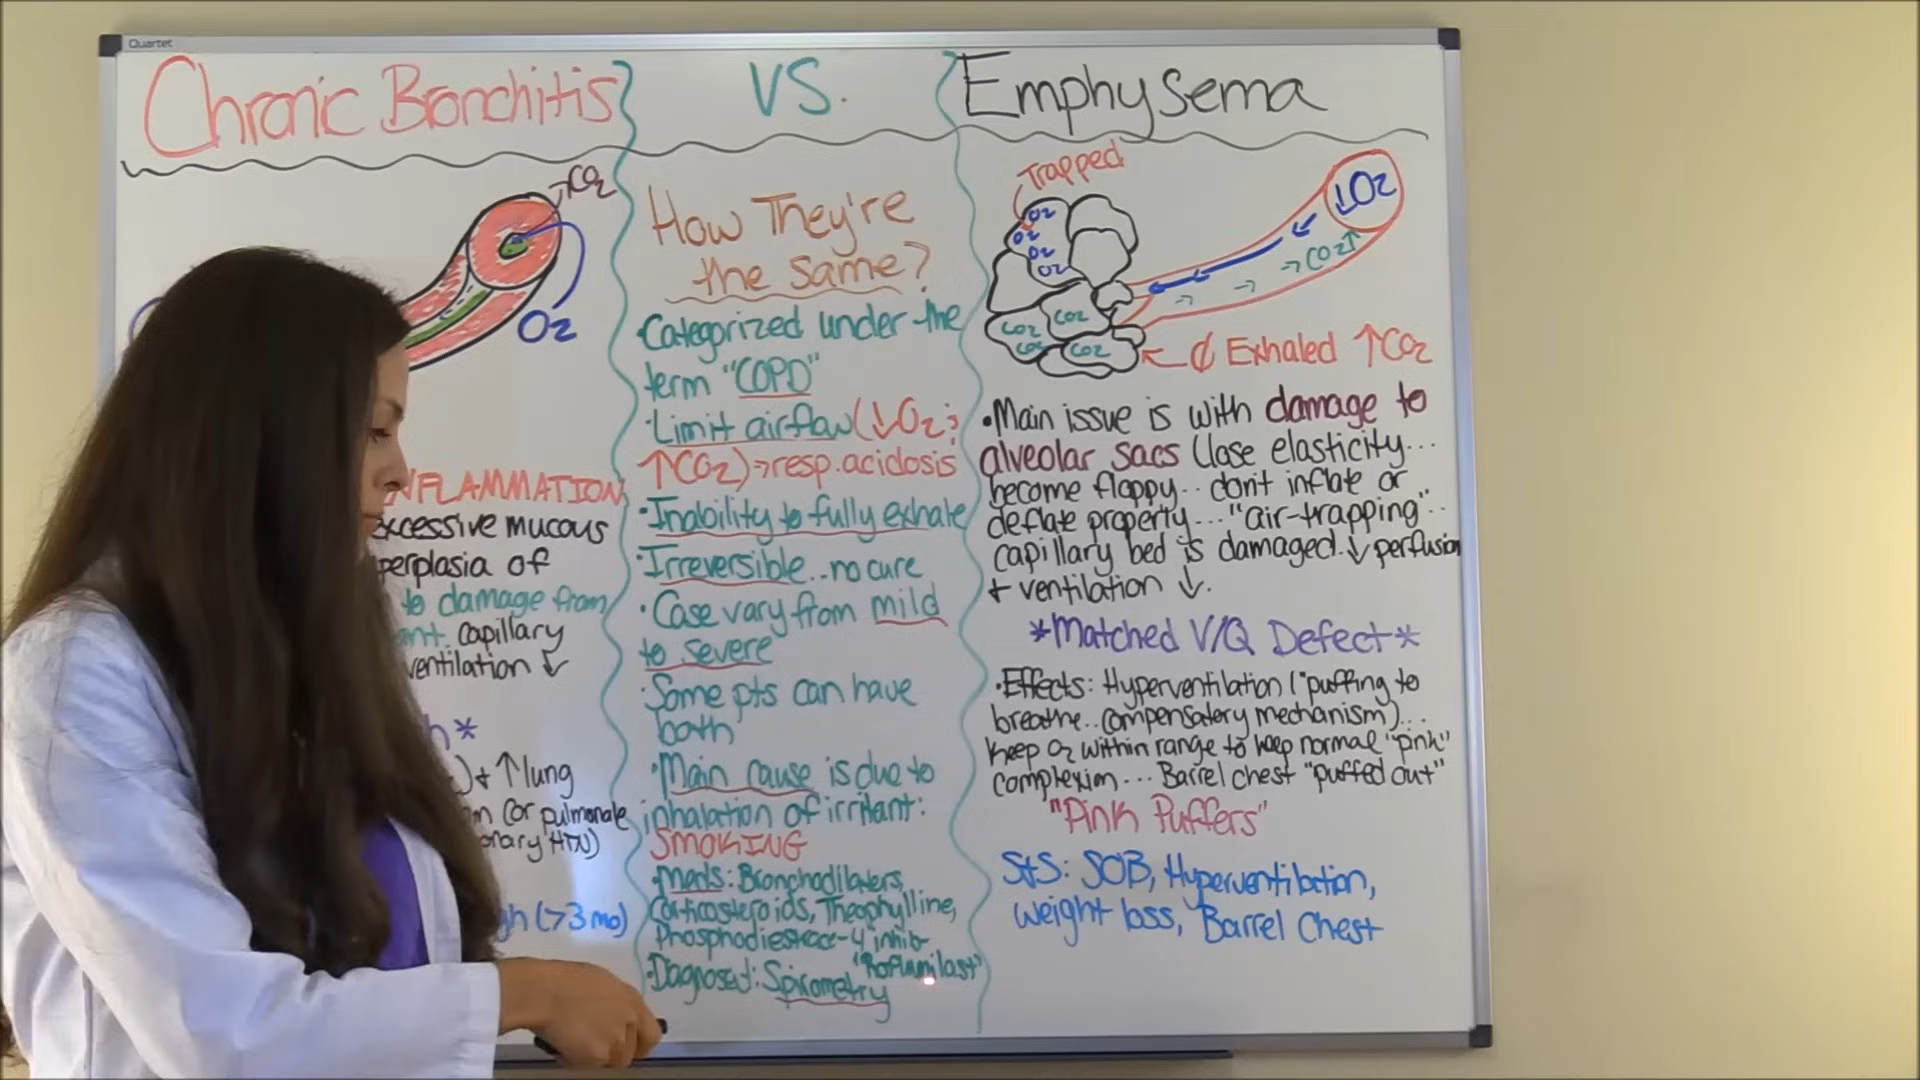 Quartet
Chronic Bronchitis
VS.
Emphysema
CO2
O2
NFLAMMATION
excessive mucous
perplasia of
to damage from
ant. capillary
ventilation ↓
h*
) + ↑lung
(or pulmonale
onary HTN)
gh (>3mo)
How They're
the same?
•Categorized under the
term "COPD"
•Limit airflow (↓O2;
↑CO2)→resp. acidosis
•Inability to fully exhale
•Irreversible..no cure
•Case vary from mild
to severe
•Some pts can have
both
•Main cause is due to
inhalation of irritant:
SMOKING
•Meds: Bronchodilators,
Corticosteroids, Theophylline,
Phosphodiesterace-4 inhib
"Roflumilast"
•Diagnosed: Spirometry
Trapped
O2
O2
O2
O2
↓O2
CO2↑
CO2
CO2
CO2
CO2
Ø Exhaled ↑CO2
•Main issue is with damage to
alveolar sacs (lose elasticity...
become floppy.. don't inflate or
deflate property... "air-trapping"..
capillary bed is damaged.↓perfusion
+ ventilation ↓.
*Matched V/Q Defect*
•Effects: Hyperventilation ("puffing to
breathe..compensatory mechanism)...
keep O2 within range to keep normal "pink"
complexion... Barrel chest "puffed out"
"Pink Puffers"
S+S: SOB, Hyperventilation,
weight loss, Barrel Chest